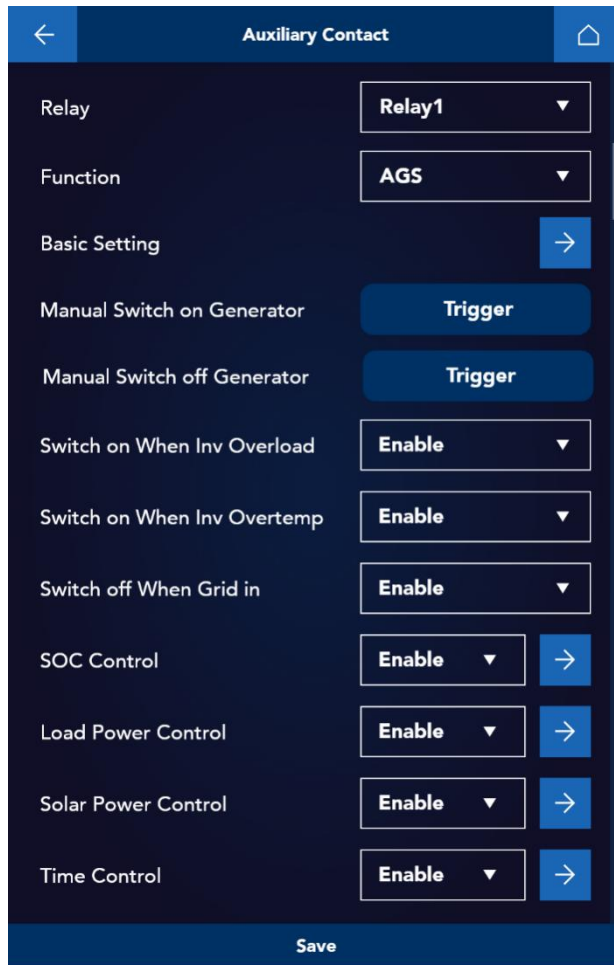 Auxiliary Contact
Relay Relay1
Function AGS
Basic Setting
Manual Switch on Generator Trigger
Manual Switch off Generator Trigger
Switch on When Inv Overload Enable
Switch on When Inv Overtemp Enable
Switch off When Grid in Enable
SOC Control Enable
Load Power Control Enable
Solar Power Control Enable
Time Control Enable
Save